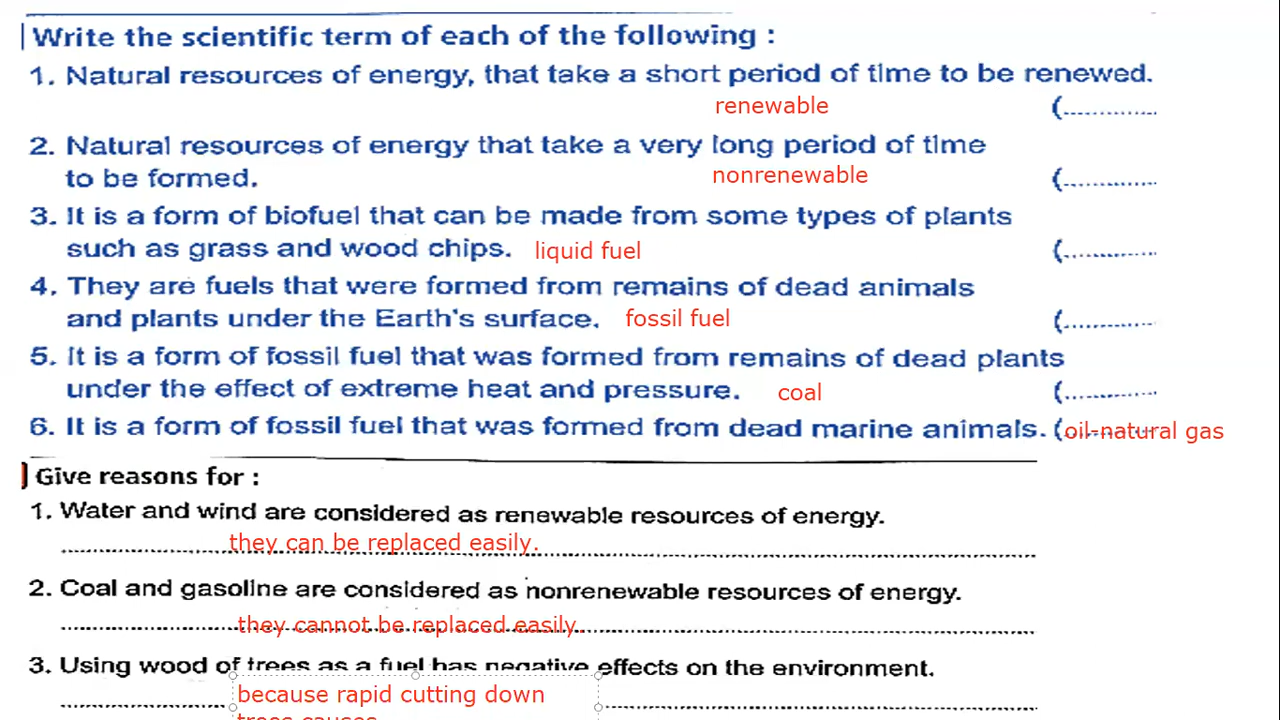 Write the scientific term of each of the following :
1. Natural resources of energy, that take a short period of time to be renewed.
renewable (............
2. Natural resources of energy that take a very long period of time
to be formed. nonrenewable (............
3. It is a form of biofuel that can be made from some types of plants
such as grass and wood chips. liquid fuel (............
4. They are fuels that were formed from remains of dead animals
and plants under the Earth's surface. fossil fuel (............
5. It is a form of fossil fuel that was formed from remains of dead plants
under the effect of extreme heat and pressure. coal (............
6. It is a form of fossil fuel that was formed from dead marine animals. (oil-natural gas
Give reasons for :
1. Water and wind are considered as renewable resources of energy.
they can be replaced easily.
2. Coal and gasoline are considered as nonrenewable resources of energy.
they cannot be replaced easily.
3. Using wood of trees as a fuel has negative effects on the environment.
because rapid cutting down
trees causes